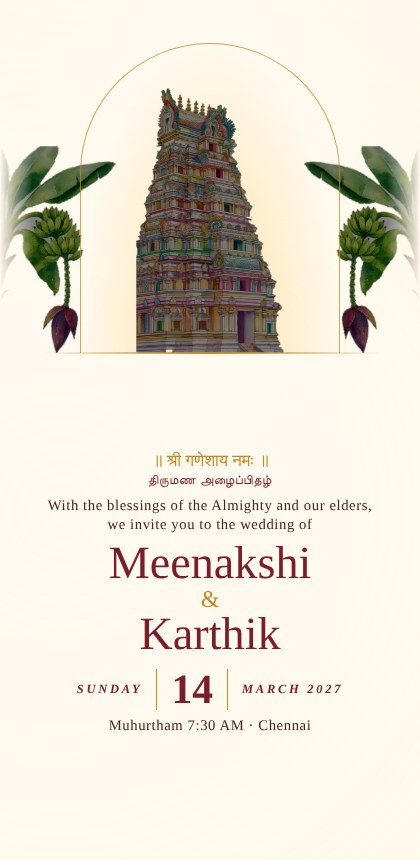 ॥ श्री गणेशाय नमः ॥
திருமண அழைப்பிதழ்
With the blessings of the Almighty and our elders,
we invite you to the wedding of
Meenakshi
&
Karthik
SUNDAY 14 MARCH 2027
Muhurtham 7:30 AM · Chennai